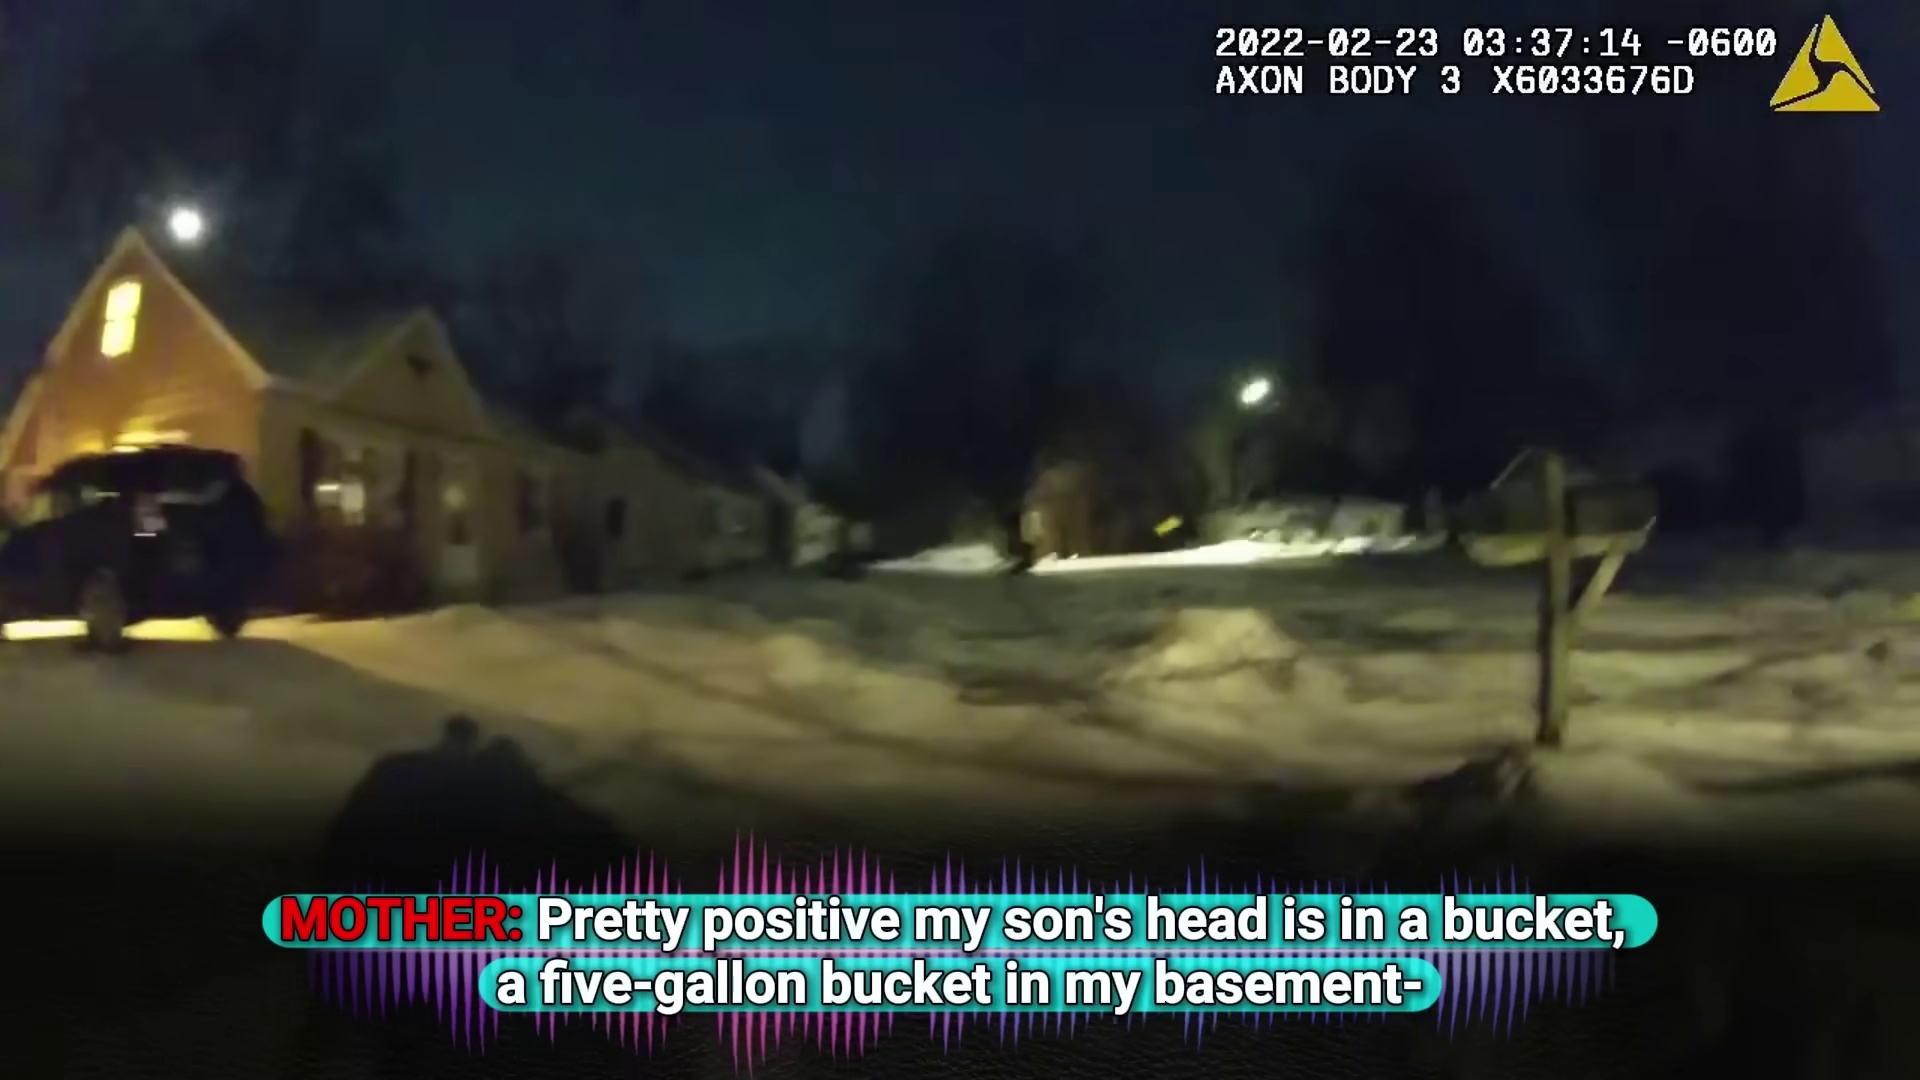 2022-02-23 03:37:14 -0600
AXON BODY 3 X6033676D
MOTHER: Pretty positive my son's head is in a bucket,
a five-gallon bucket in my basement-